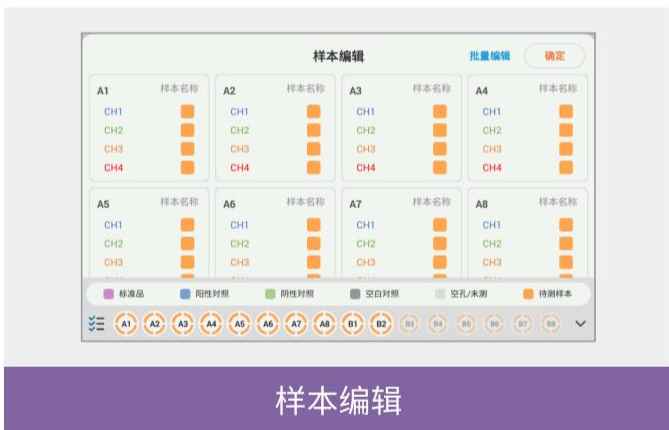 样本编辑 批量编辑 确定
A1 样本名称 A2 样本名称 A3 样本名称 A4 样本名称
CH1 CH1 CH1 CH1
CH2 CH2 CH2 CH2
CH3 CH3 CH3 CH3
CH4 CH4 CH4 CH4
A5 样本名称 A6 样本名称 A7 样本名称 A8 样本名称
CH1 CH1 CH1 CH1
CH2 CH2 CH2 CH2
CH3 CH3 CH3 CH3
标准品 阳性对照 阴性对照 空白对照 空孔/未测 待测样本
A1 A2 A3 A4 A5 A6 A7 A8 B1 B2 B3 B4 B5 B6 B7 B8
样本编辑